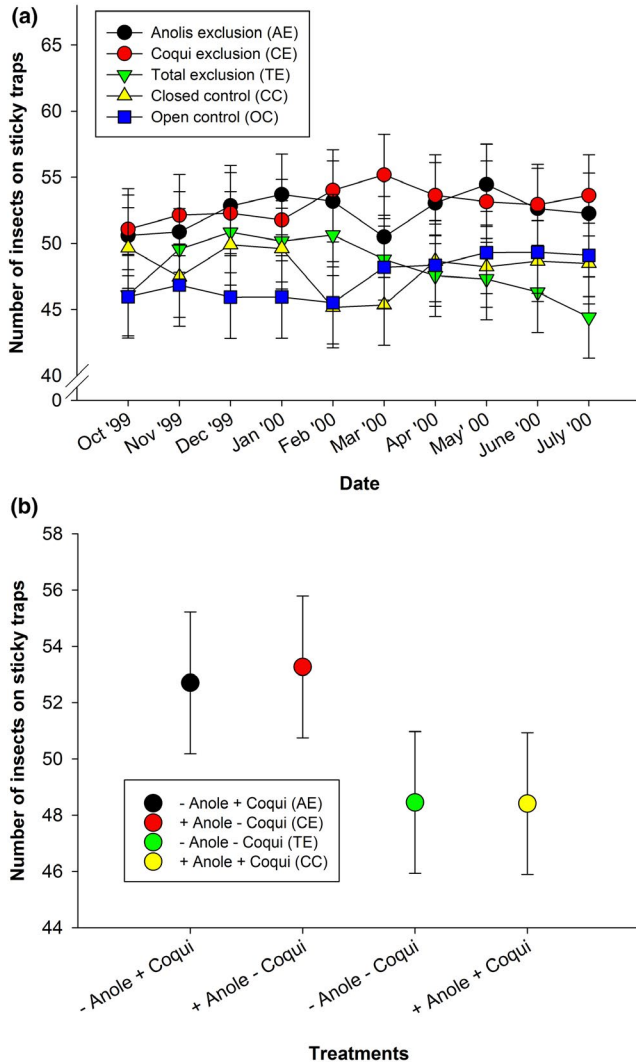 (a)
65
60
55
50
45
40
0
Number of insects on sticky traps
Anolis exclusion (AE)
Coqui exclusion (CE)
Total exclusion (TE)
Closed control (CC)
Open control (OC)
Oct '99
Nov '99
Dec '99
Jan '00
Feb '00
Mar '00
Apr '00
May' 00
June '00
July '00
Date
(b)
58
56
54
52
50
48
46
44
Number of insects on sticky traps
- Anole + Coqui (AE)
+ Anole - Coqui (CE)
- Anole - Coqui (TE)
+ Anole + Coqui (CC)
- Anole + Coqui
+ Anole - Coqui
- Anole - Coqui
+ Anole + Coqui
Treatments